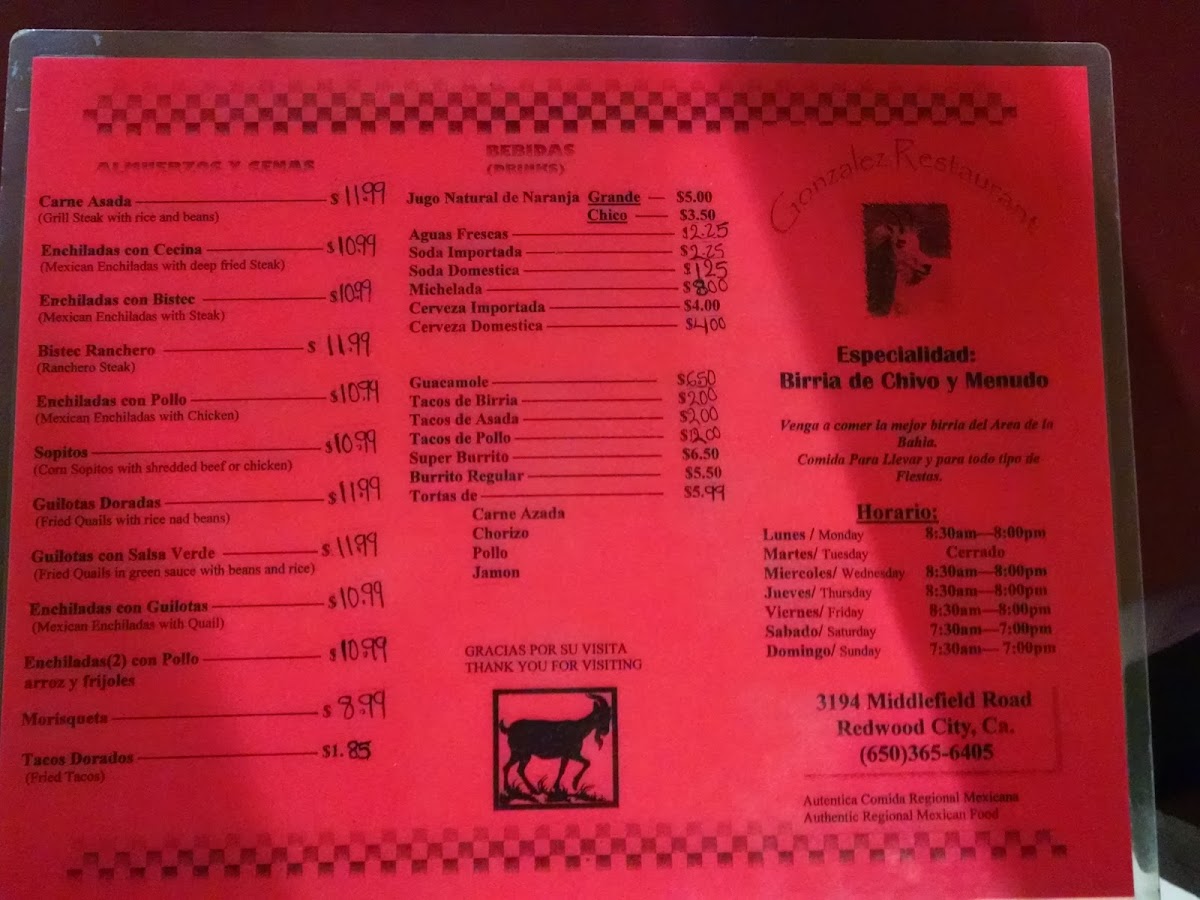 ALMUERZOS Y CENAS
Carne Asada $11.99
(Grill Steak with rice and beans)
Enchiladas con Cecina $10.99
(Mexican Enchiladas with deep fried Steak)
Enchiladas con Bistec $10.99
(Mexican Enchiladas with Steak)
Bistec Ranchero $ 11.99
(Ranchero Steak)
Enchiladas con Pollo $10.99
(Mexican Enchiladas with Chicken)
Sopitos $10.99
(Corn Sopitos with shredded beef or chicken)
Guilotas Doradas $11.99
(Fried Quails with rice nad beans)
Guilotas con Salsa Verde $ 11.99
(Fried Quails in green sauce with beans and rice)
Enchiladas con Guilotas $10.99
(Mexican Enchiladas with Quail)
Enchiladas(2) con Pollo $10.99
arroz y frijoles
Morisqueta $ 8.99
Tacos Dorados $1.85
(Fried Tacos)
BEBIDAS
(DRINKS)
Jugo Natural de Naranja Grande — $5.00
Chico — $3.50
Aguas Frescas $2.25
Soda Importada $2.25
Soda Domestica $1.25
Michelada $8.00
Cerveza Importada $4.00
Cerveza Domestica $4.00
Guacamole $6.50
Tacos de Birria $2.00
Tacos de Asada $2.00
Tacos de Pollo
Super Burrito $6.50
Burrito Regular $5.50
Tortas de $5.99
Carne Azada
Chorizo
Pollo
Jamon
GRACIAS POR SU VISITA
THANK YOU FOR VISITING
Gonzalez Restaurant
Especialidad:
Birria de Chivo y Menudo
Venga a comer la mejor birria del Area de la
Bahia.
Comida Para Llevar y para todo tipo de
Fiestas.
Horario:
Lunes/ Monday 8:30am—8:00pm
Martes/ Tuesday Cerrado
Miercoles/ Wednesday 8:30am—8:00pm
Jueves/ Thursday 8:30am—8:00pm
Viernes/ Friday 8:30am—8:00pm
Sabado/ Saturday 7:30am—7:00pm
Domingo/ Sunday 7:30am— 7:00pm
3194 Middlefield Road
Redwood City, Ca.
(650)365-6405
Autentica Comida Regional Mexicana
Authentic Regional Mexican Food